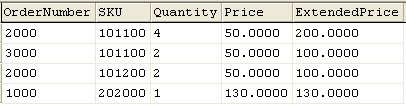 OrderNumber SKU Quantity Price ExtendedPrice
2000 101100 4 50.0000 200.0000
3000 101100 2 50.0000 100.0000
2000 101200 2 50.0000 100.0000
1000 202000 1 130.0000 130.0000